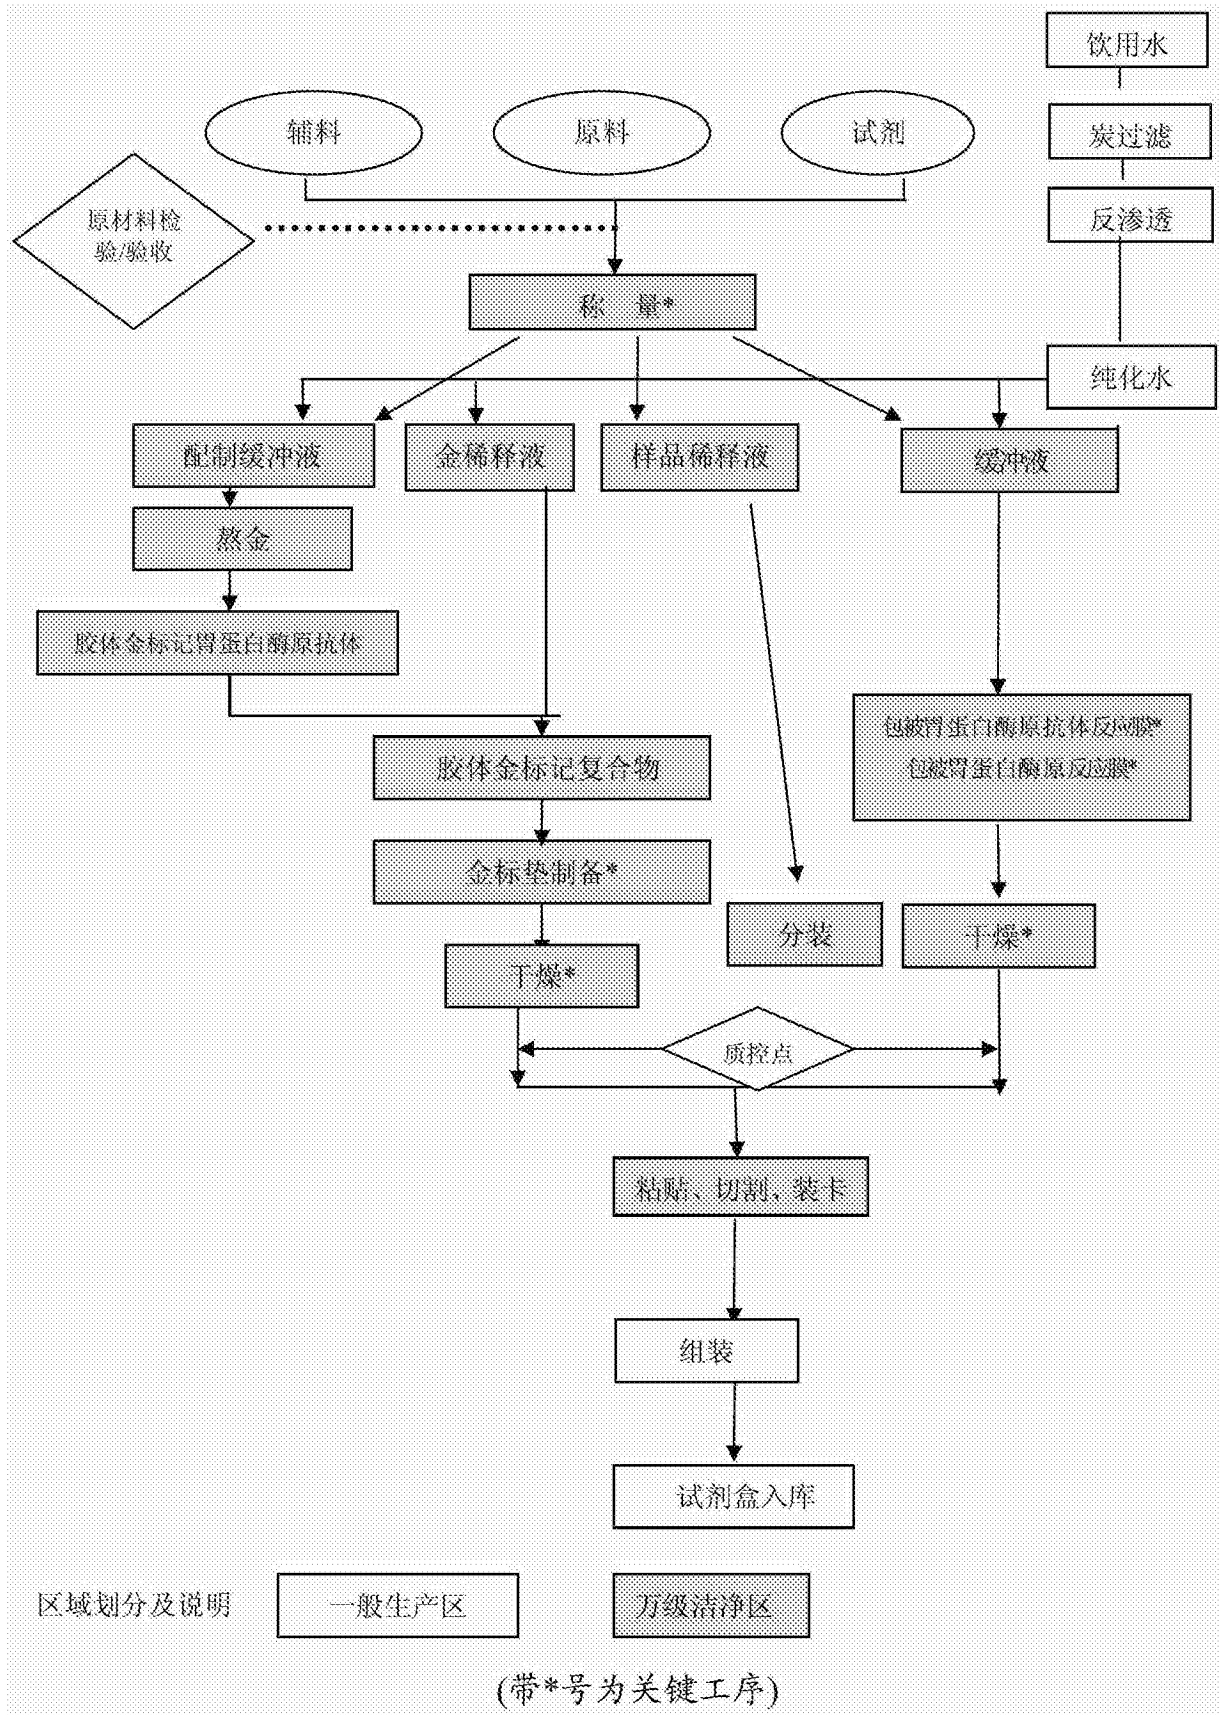 饮用水
辅料
原料
试剂
炭过滤
原材料检
验/验收
反渗透
称 量*
纯化水
配制缓冲液
金稀释液
样品稀释液
缓冲液
熬金
胶体金标记胃蛋白酶原抗体
包被胃蛋白酶原抗体反应膜*
包被胃蛋白酶原反应膜*
胶体金标记复合物
金标垫制备*
分装
干燥*
干燥*
质控点
粘贴、切割、装卡
组装
试剂盒入库
区域划分及说明
一般生产区
万级洁净区
(带*号为关键工序)